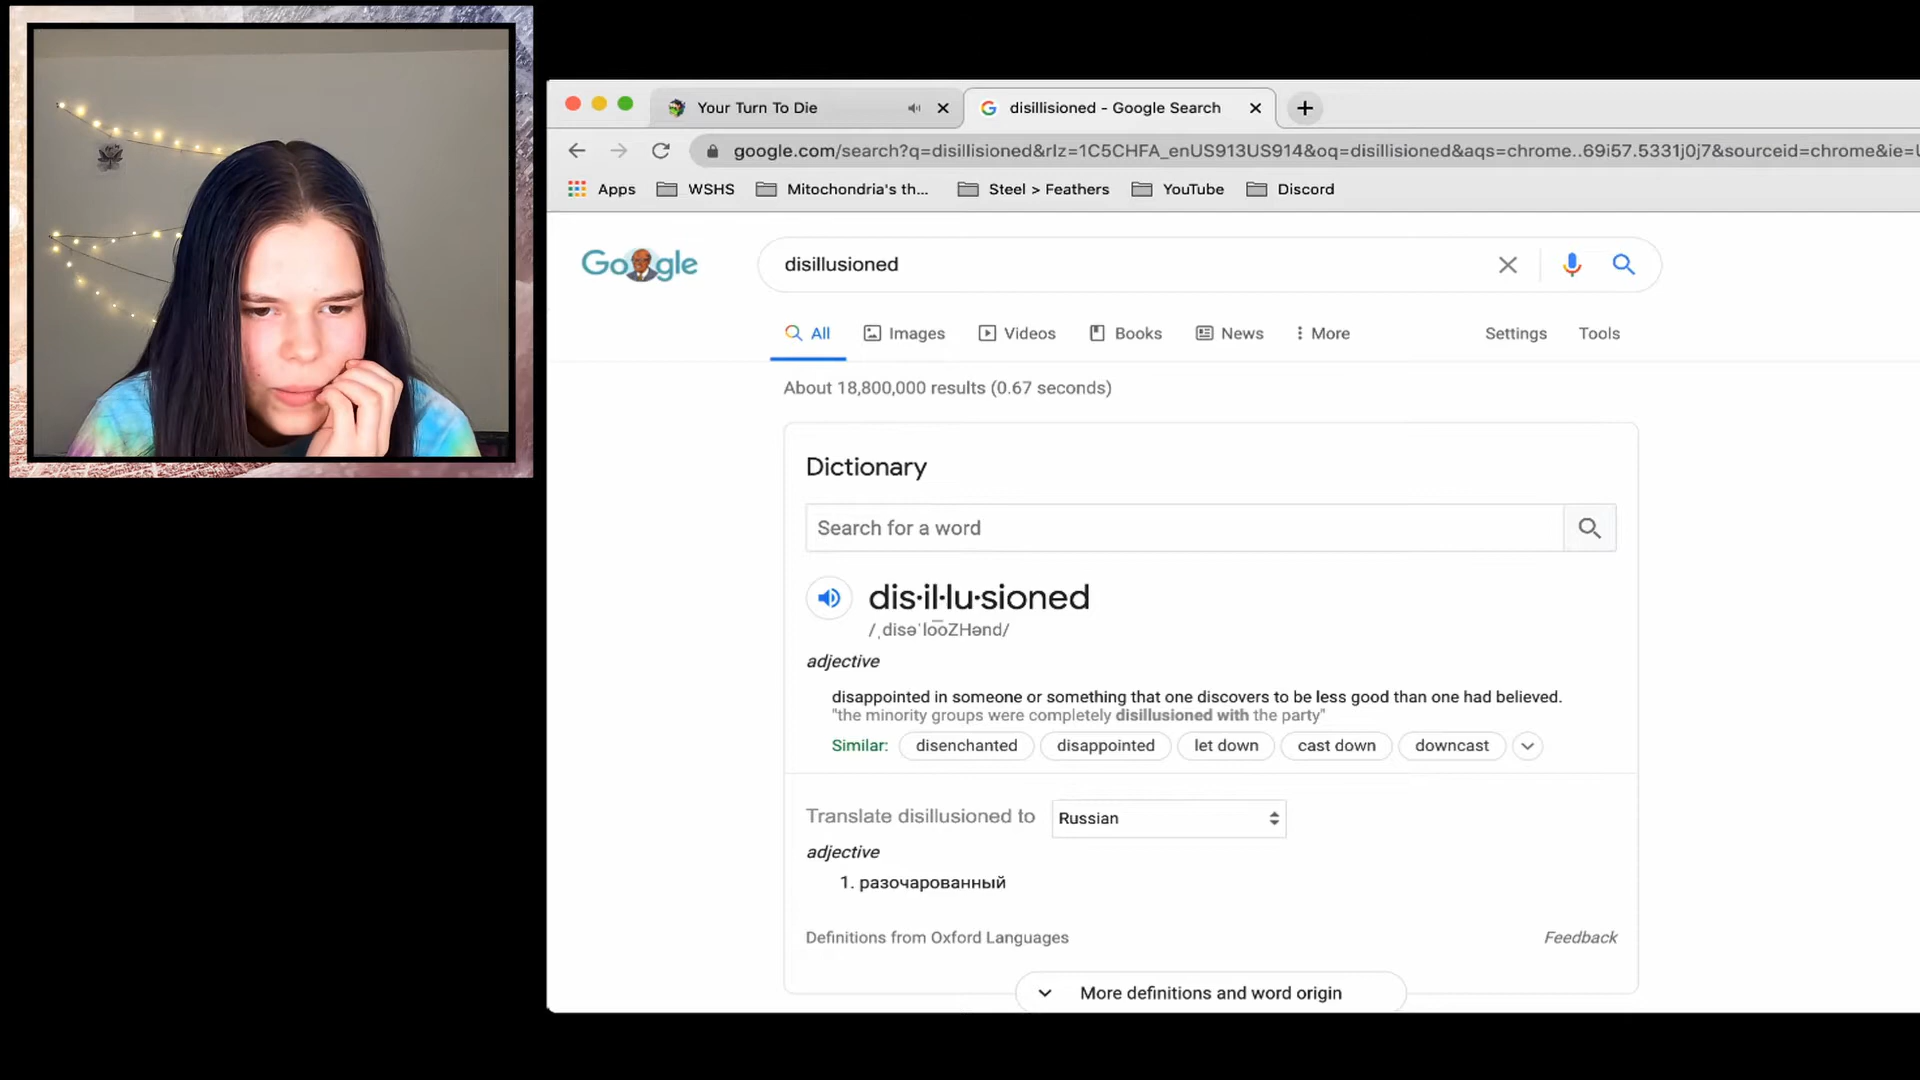 Your Turn To Die
disillisioned - Google Search
google.com/search?q=disillisioned&rlz=1C5CHFA_enUS913US914&oq=disillisioned&aqs=chrome..69i57.5331j0j7&sourceid=chrome&ie=U
Apps WSHS Mitochondria's th... Steel > Feathers YouTube Discord
Google disillusioned
All Images Videos Books News More Settings Tools
About 18,800,000 results (0.67 seconds)
Dictionary
Search for a word
dis·il·lu·sioned
/ˌdisəˈlo͞oZHənd/
adjective
disappointed in someone or something that one discovers to be less good than one had believed.
"the minority groups were completely disillusioned with the party"
Similar: disenchanted disappointed let down cast down downcast
Translate disillusioned to Russian
adjective
1. разочарованный
Definitions from Oxford Languages Feedback
More definitions and word origin